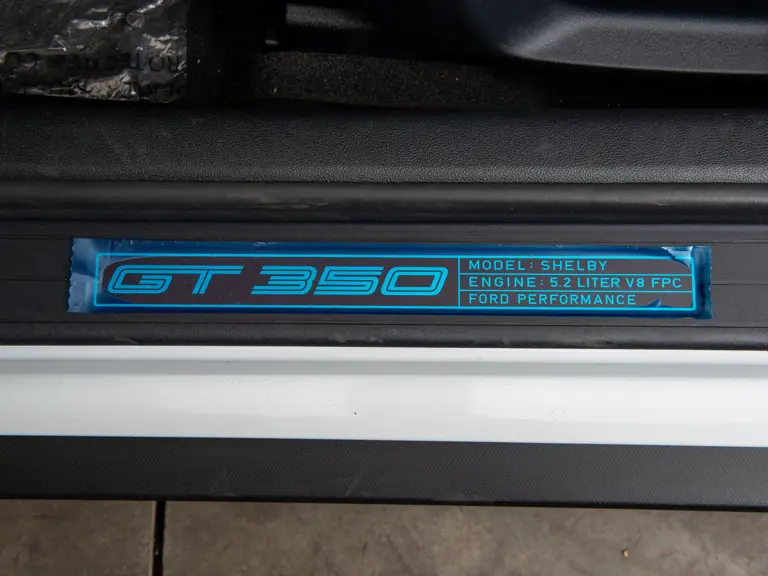 GT 350
MODEL: SHELBY
ENGINE: 5.2 LITER V8 FPC
FORD PERFORMANCE